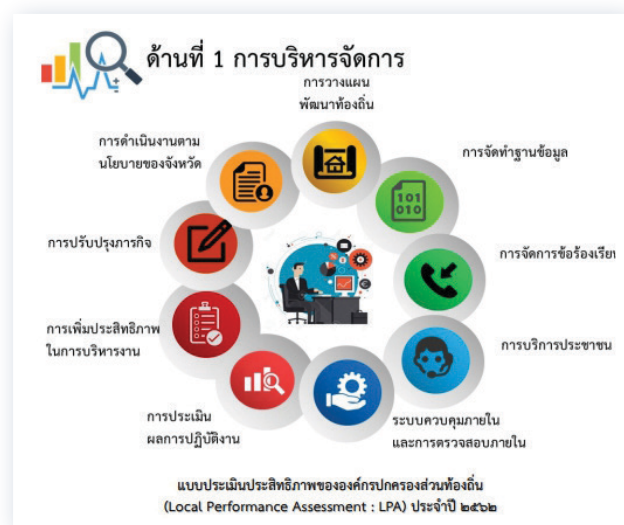 ด้านที่ 1 การบริหารจัดการ
การวางแผน
พัฒนาท้องถิ่น
การจัดทำฐานข้อมูล
101
010
การจัดการข้อร้องเรียน
การบริการประชาชน
ระบบควบคุมภายใน
และการตรวจสอบภายใน
การประเมิน
ผลการปฏิบัติงาน
การเพิ่มประสิทธิภาพ
ในการบริหารงาน
การปรับปรุงภารกิจ
การดำเนินงานตาม
นโยบายของจังหวัด
แบบประเมินประสิทธิภาพขององค์กรปกครองส่วนท้องถิ่น
(Local Performance Assessment : LPA) ประจำปี ๒๕๖๒